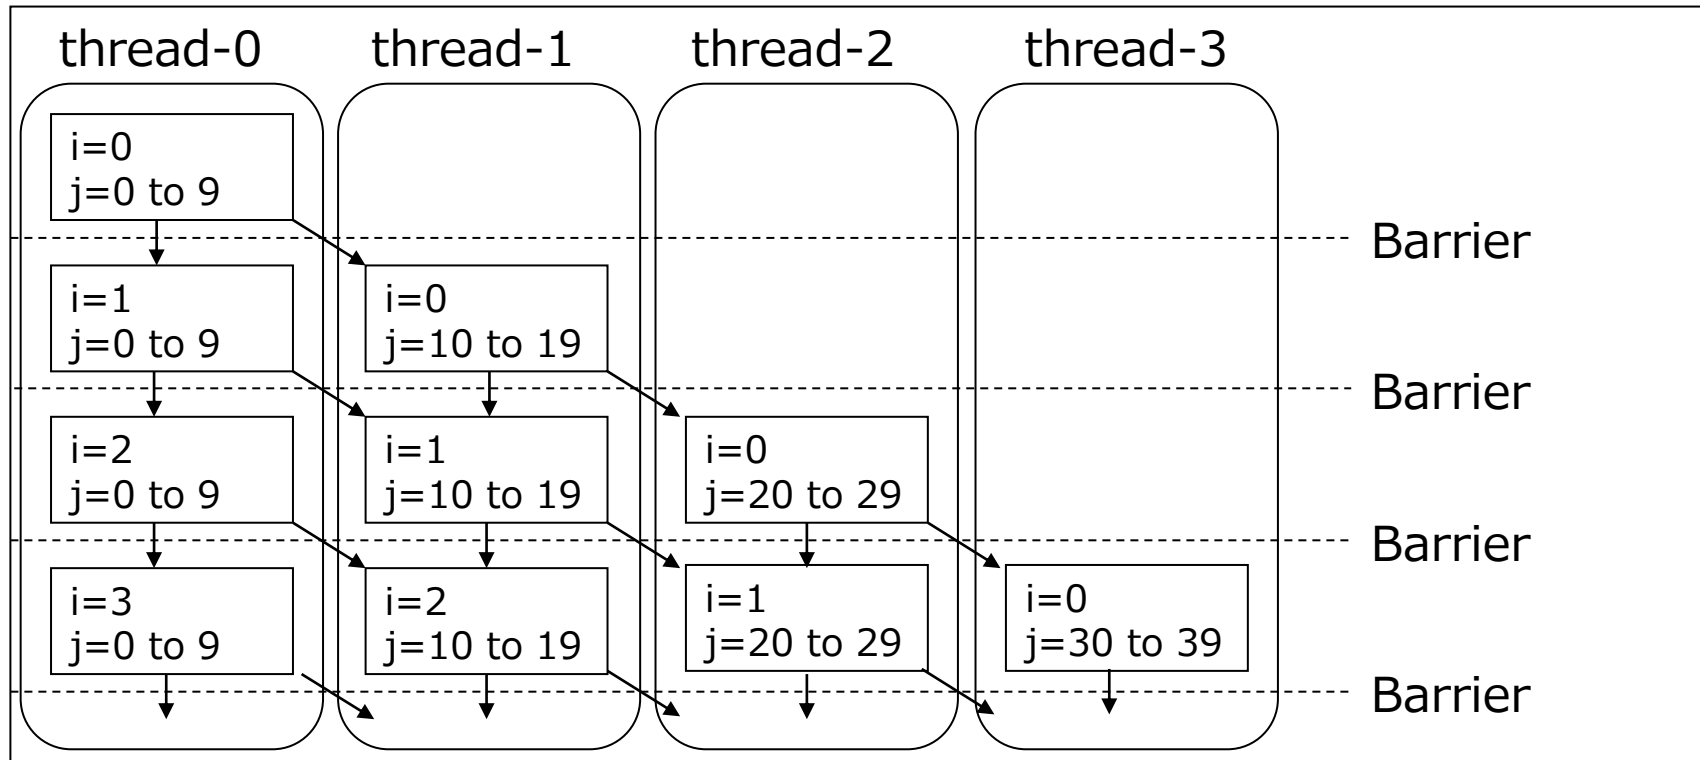 thread-0
thread-1
thread-2
thread-3
i=0
j=0 to 9
Barrier
i=1
j=0 to 9
i=0
j=10 to 19
Barrier
i=2
j=0 to 9
i=1
j=10 to 19
i=0
j=20 to 29
Barrier
i=3
j=0 to 9
i=2
j=10 to 19
i=1
j=20 to 29
i=0
j=30 to 39
Barrier